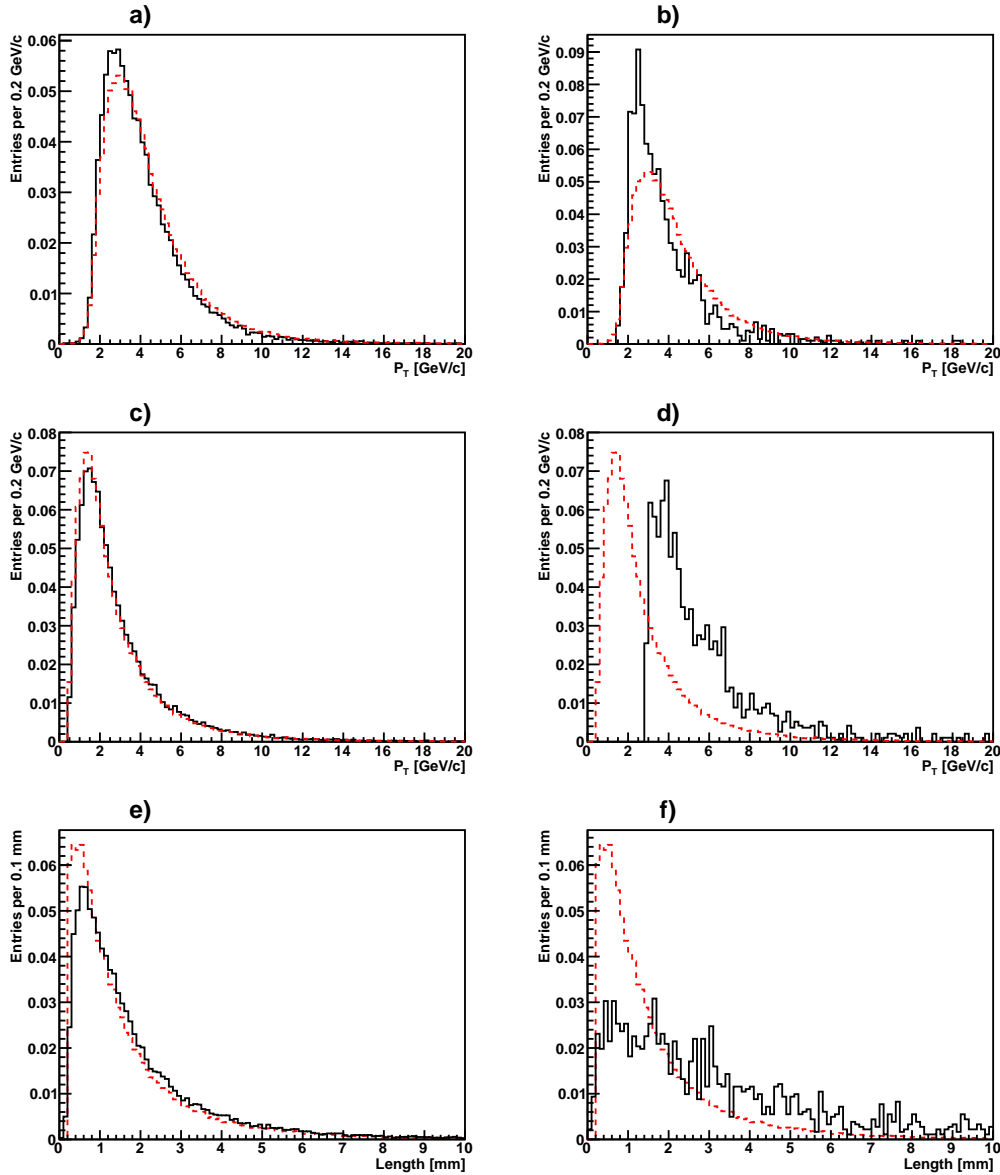 a)
Entries per 0.2 GeV/c
0.06
0.05
0.04
0.03
0.02
0.01
0
0 2 4 6 8 10 12 14 16 18 20
P_T [GeV/c]
b)
Entries per 0.2 GeV/c
0.09
0.08
0.07
0.06
0.05
0.04
0.03
0.02
0.01
0
0 2 4 6 8 10 12 14 16 18 20
P_T [GeV/c]
c)
Entries per 0.2 GeV/c
0.08
0.07
0.06
0.05
0.04
0.03
0.02
0.01
0
0 2 4 6 8 10 12 14 16 18 20
P_T [GeV/c]
d)
Entries per 0.2 GeV/c
0.08
0.07
0.06
0.05
0.04
0.03
0.02
0.01
0
0 2 4 6 8 10 12 14 16 18 20
P_T [GeV/c]
e)
Entries per 0.1 mm
0.06
0.05
0.04
0.03
0.02
0.01
0
0 1 2 3 4 5 6 7 8 9 10
Length [mm]
f)
Entries per 0.1 mm
0.06
0.05
0.04
0.03
0.02
0.01
0
0 1 2 3 4 5 6 7 8 9 10
Length [mm]